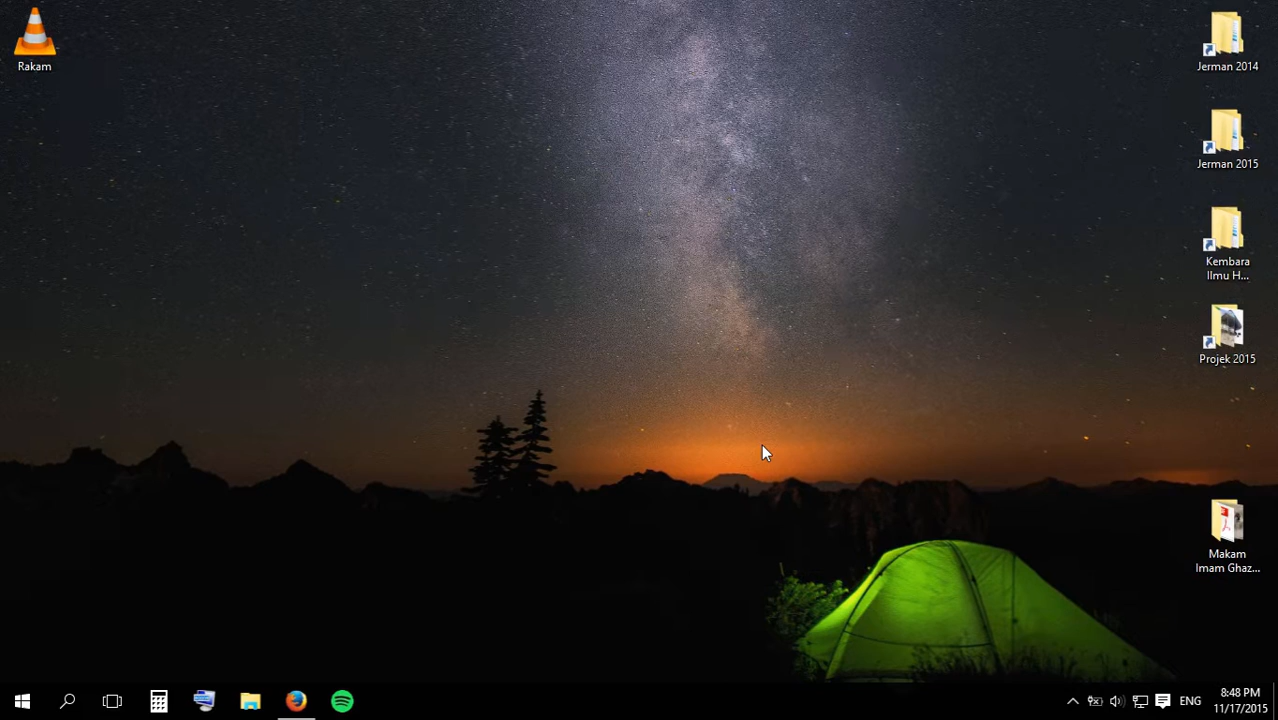 Rakam
Jerman 2014
Jerman 2015
Kembara
Ilmu H...
Projek 2015
Makam
Imam Ghaz...
ENG
8:48 PM
11/17/2015